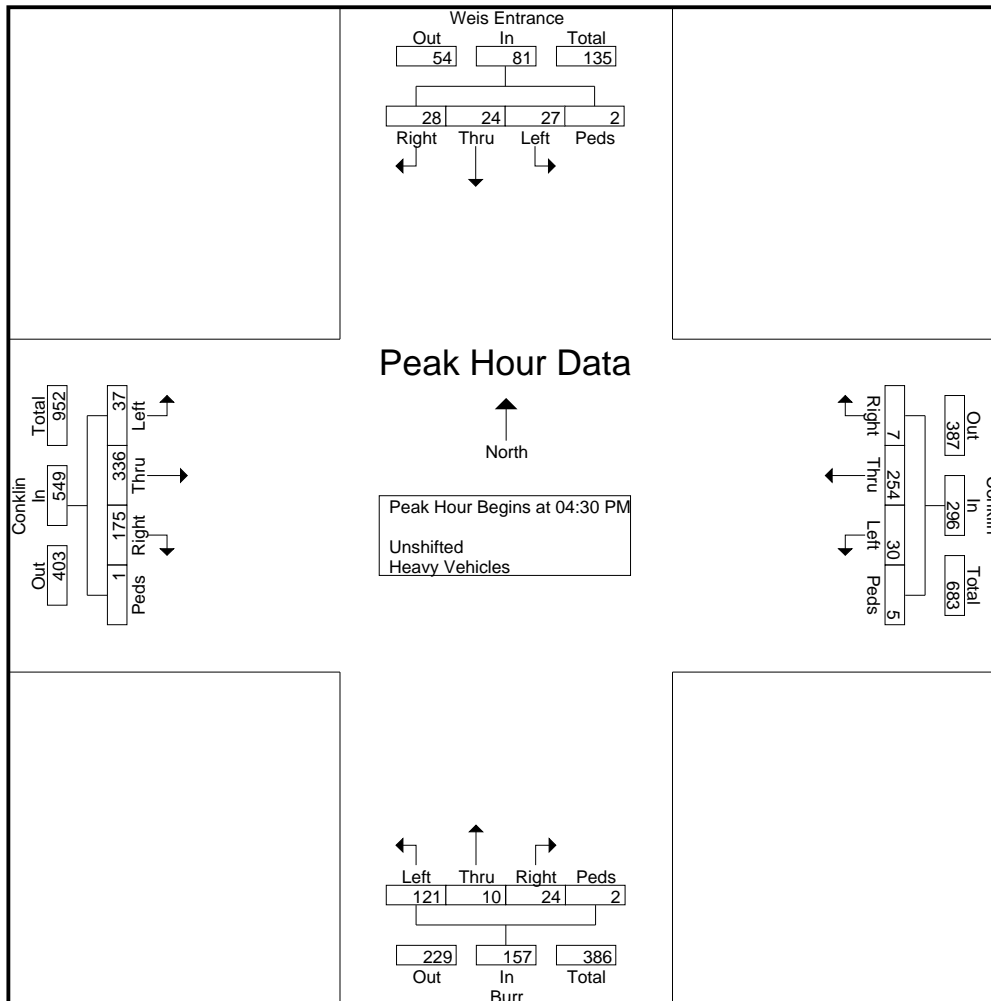 Weis Entrance
Out In Total
54 81 135
28 24 27 2
Right Thru Left Peds
Peak Hour Data
North
Peak Hour Begins at 04:30 PM
Unshifted
Heavy Vehicles
Conklin
Out In Total
403 549 952
37 336 175 1
Left Thru Right Peds
Conklin
Out In Total
387 296 683
7 254 30 5
Right Thru Left Peds
Left Thru Right Peds
121 10 24 2
229 157 386
Out In Total
Burr